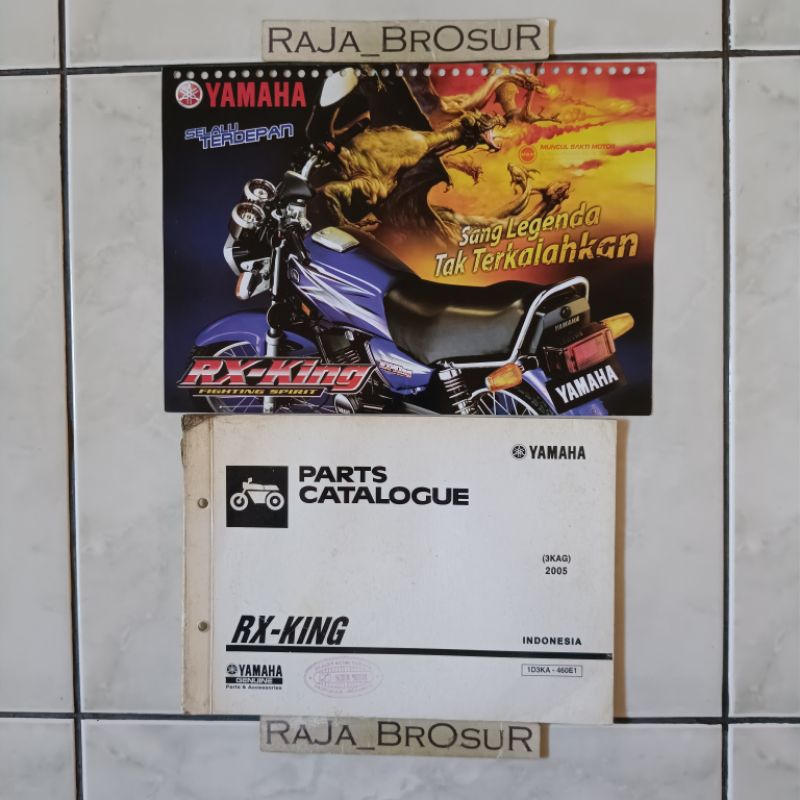 RAJA_BROSUR
YAMAHA
SELALU
TERDEPAN
MUNCUL BAKTI MOTOR
Sang Legenda
Tak Terkalahkan
YAMAHA
YAMAHA
RX-King
FIGHTING SPIRIT
YAMAHA
PARTS
CATALOGUE
(3KAG)
2005
RX-KING
INDONESIA
YAMAHA
GENUINE
Parts & Accessories
1D3KA - 460E1
RAJA_BROSUR